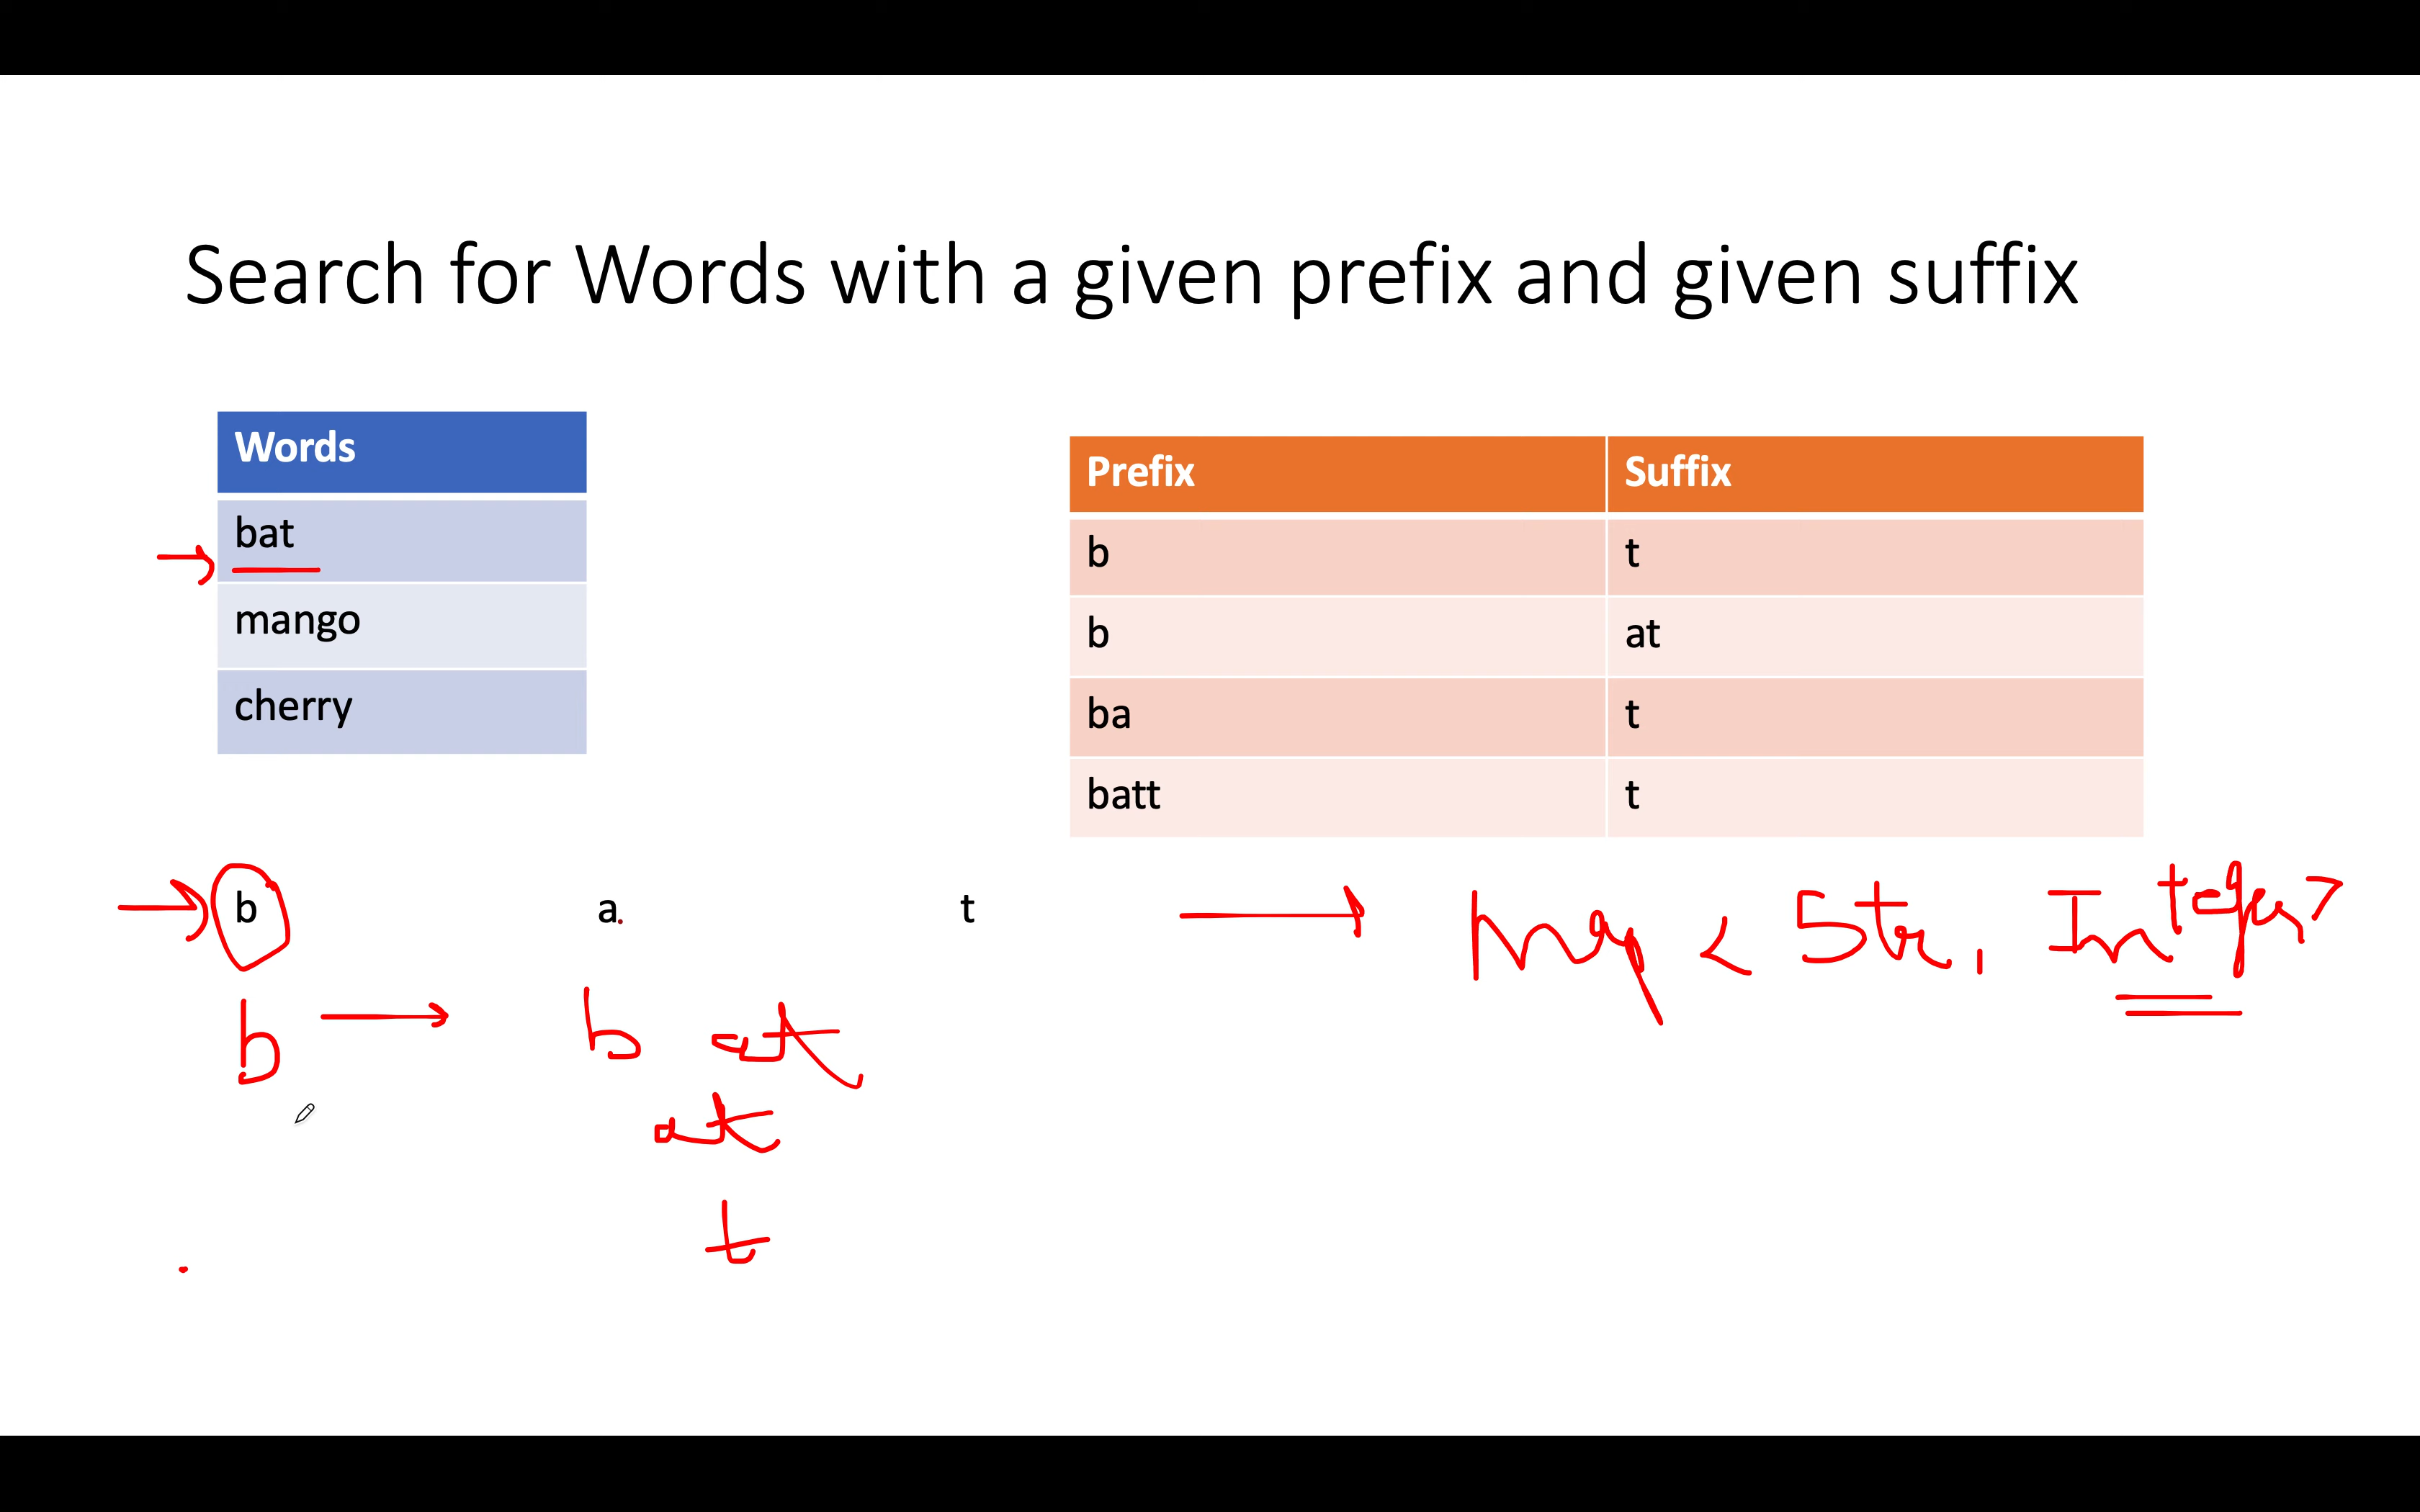 Search for Words with a given prefix and given suffix
Words
bat
mango
cherry
Prefix Suffix
b t
b at
ba t
batt t
b a. t
Map < Str, Integer >
b b at
at
t